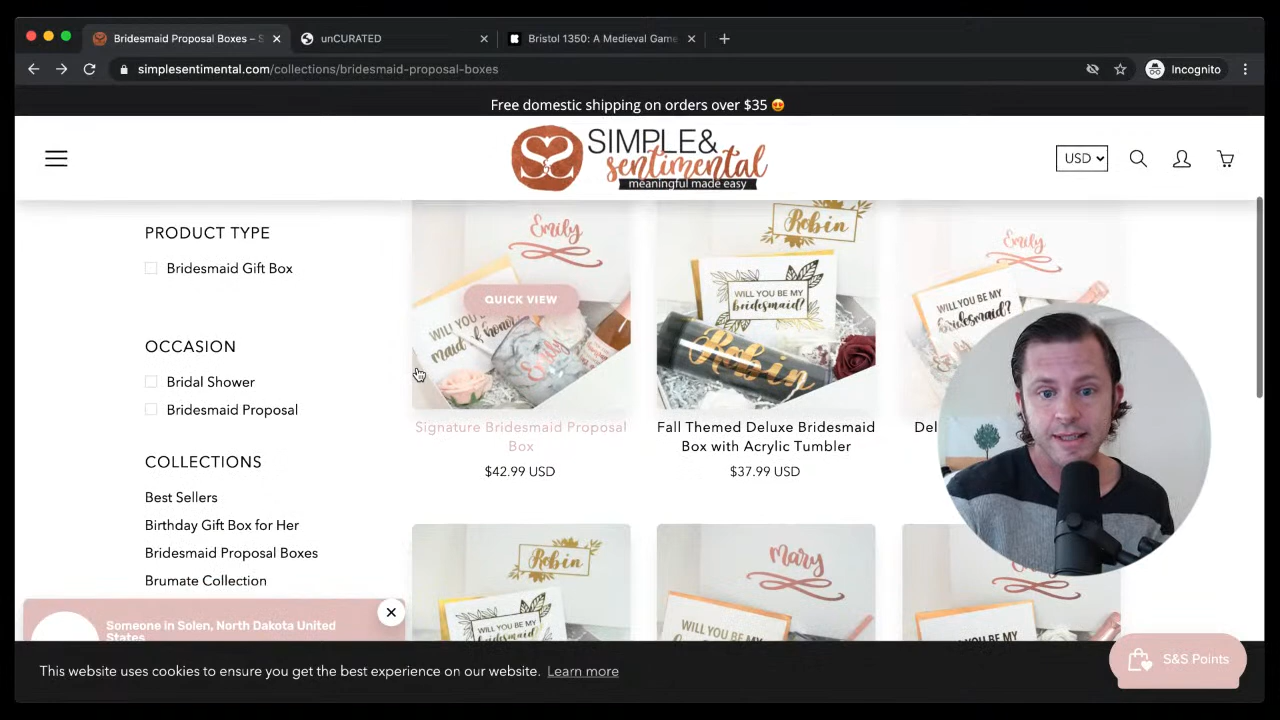 Bridesmaid Proposal Boxes – S
unCURATED
Bristol 1350: A Medieval Game
simplesentimental.com/collections/bridesmaid-proposal-boxes
Incognito
Free domestic shipping on orders over $35 😍
SIMPLE&
sentimental
meaningful made easy
USD
PRODUCT TYPE
Bridesmaid Gift Box
OCCASION
Bridal Shower
Bridesmaid Proposal
COLLECTIONS
Best Sellers
Birthday Gift Box for Her
Bridesmaid Proposal Boxes
Brumate Collection
Emily
QUICK VIEW
WILL YOU BE MY
maid of honor
Emily
Signature Bridesmaid Proposal
Box
$42.99 USD
Robin
WILL YOU BE MY
bridesmaid?
Robin
Fall Themed Deluxe Bridesmaid
Box with Acrylic Tumbler
$37.99 USD
Emily
WILL YOU BE MY
bridesmaid?
Del
Robin
WILL YOU BE MY
Mary
WILL YOU BE MY
Someone in Solen, North Dakota United
States
This website uses cookies to ensure you get the best experience on our website. Learn more
S&S Points